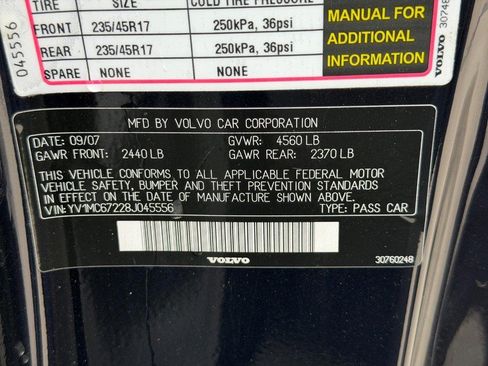 TIRE SIZE COLD TIRE PRESSURE
FRONT 235/45R17 250kPa, 36psi
REAR 235/45R17 250kPa, 36psi
SPARE NONE NONE
MANUAL FOR
ADDITIONAL
INFORMATION
045556
VOLVO
MFD BY VOLVO CAR CORPORATION
DATE: 09/07 GVWR: 4560 LB
GAWR FRONT: 2440 LB GAWR REAR: 2370 LB
THIS VEHICLE CONFORMS TO ALL APPLICABLE FEDERAL MOTOR
VEHICLE SAFETY, BUMPER AND THEFT PREVENTION STANDARDS
IN EFFECT ON THE DATE OF MANUFACTURE SHOWN ABOVE.
VIN: YV1MC67228J045556 TYPE: PASS CAR
VOLVO 30760248